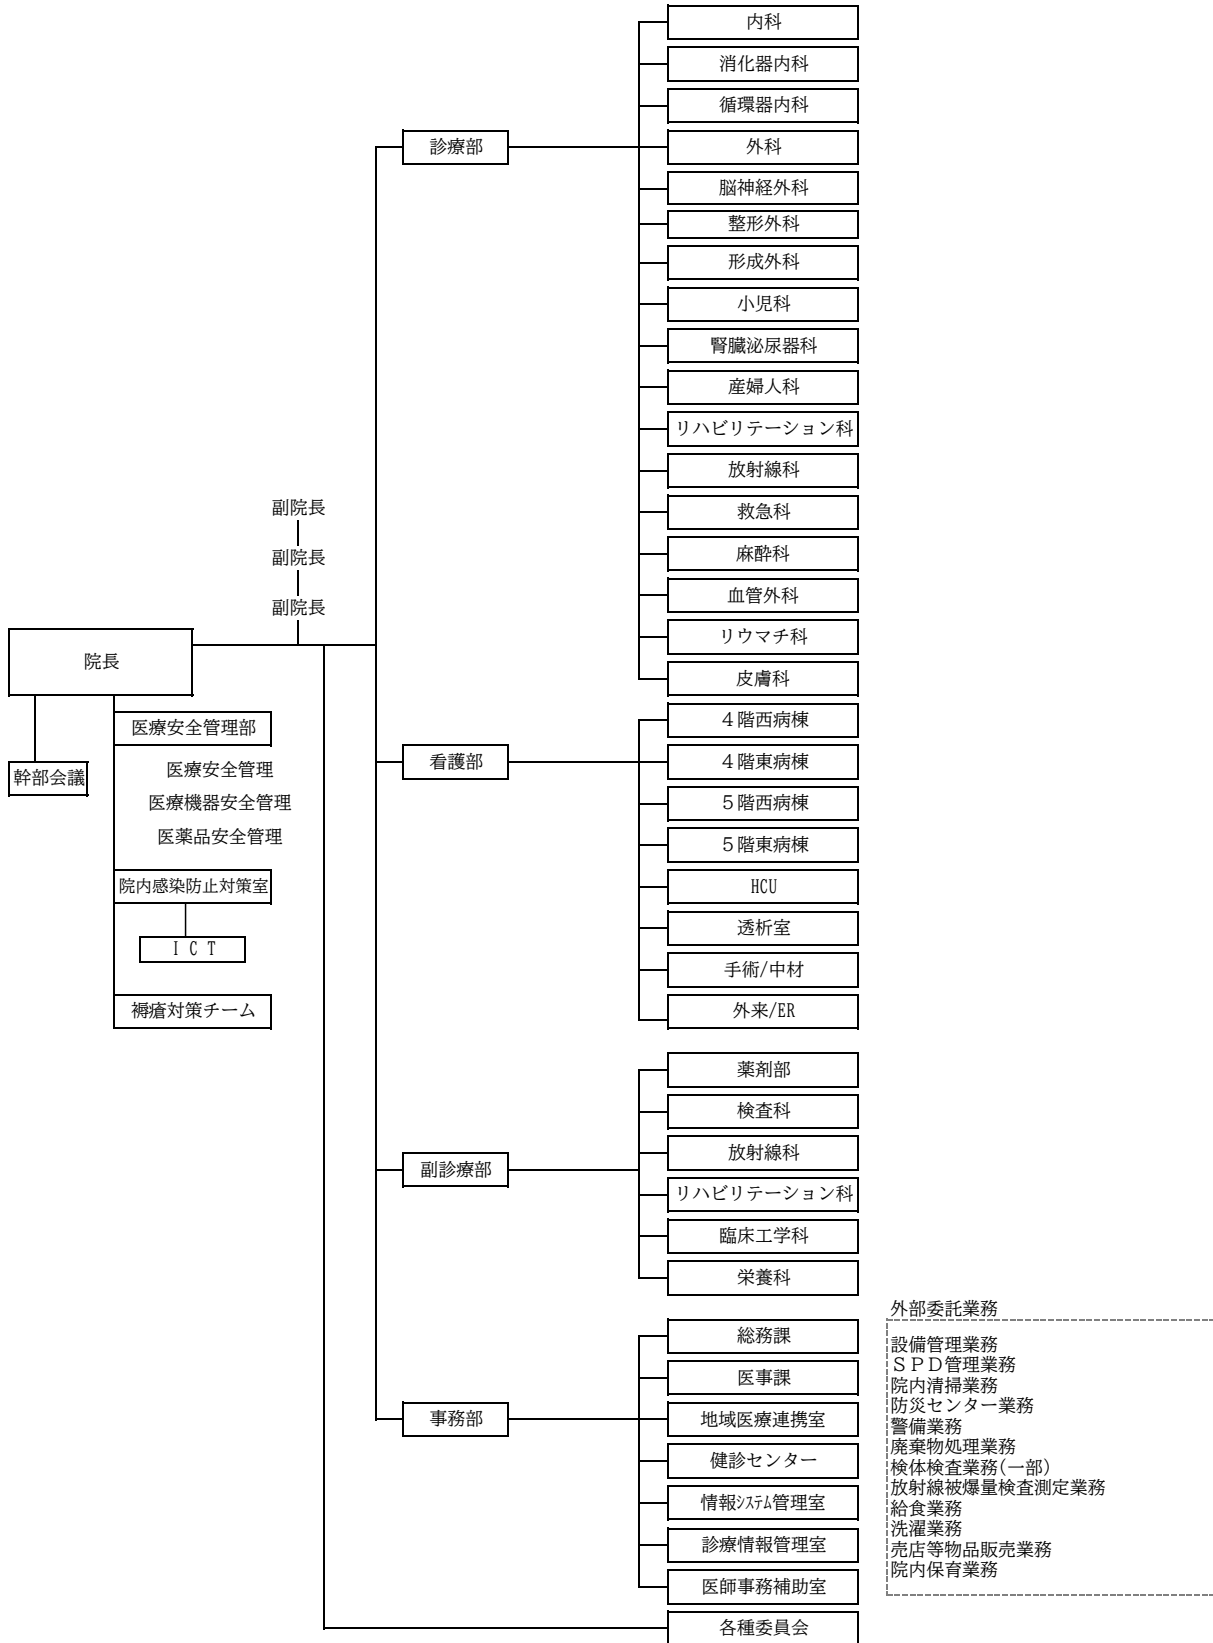 内科
消化器内科
循環器内科
診療部
外科
脳神経外科
整形外科
形成外科
小児科
腎臓泌尿器科
産婦人科
リハビリテーション科
放射線科
救急科
麻酔科
血管外科
リウマチ科
皮膚科
副院長
副院長
副院長
院長
幹部会議
医療安全管理部
医療安全管理
医療機器安全管理
医薬品安全管理
院内感染防止対策室
ＩＣＴ
褥瘡対策チーム
看護部
４階西病棟
４階東病棟
５階西病棟
５階東病棟
HCU
透析室
手術/中材
外来/ER
副診療部
薬剤部
検査科
放射線科
リハビリテーション科
臨床工学科
栄養科
事務部
総務課
医事課
地域医療連携室
健診センター
情報ｼｽﾃﾑ管理室
診療情報管理室
医師事務補助室
各種委員会
外部委託業務
設備管理業務
ＳＰＤ管理業務
院内清掃業務
防災センター業務
警備業務
廃棄物処理業務
検体検査業務(一部)
放射線被爆量検査測定業務
給食業務
洗濯業務
売店等物品販売業務
院内保育業務